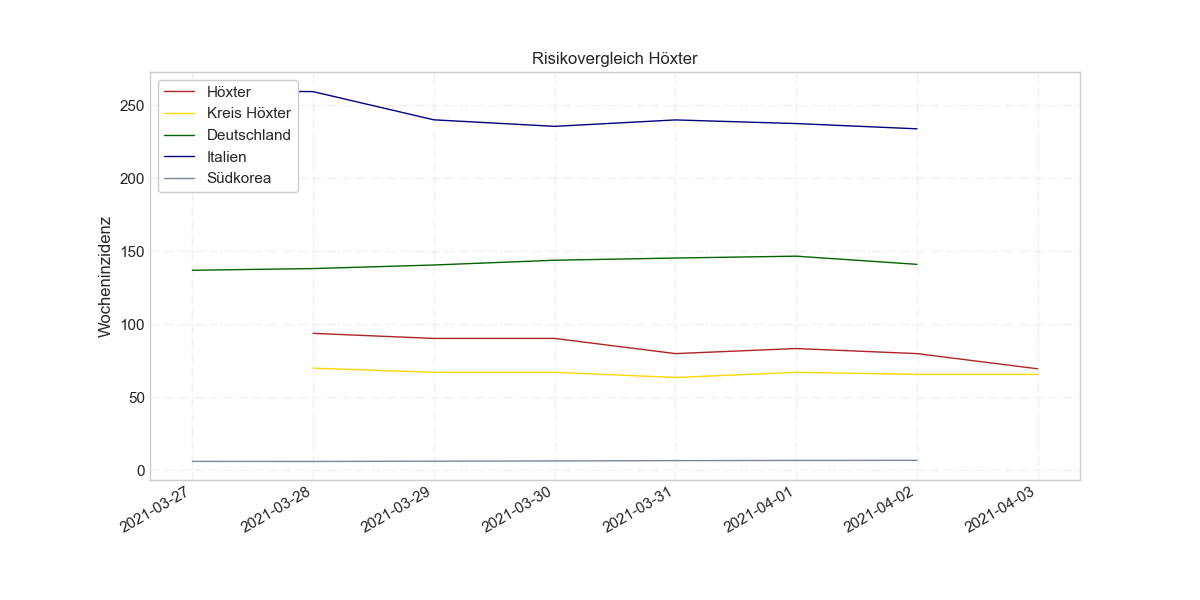 Risikovergleich Höxter
Höxter
Kreis Höxter
Deutschland
Italien
Südkorea
Wocheninzidenz
250
200
150
100
50
0
2021-03-27
2021-03-28
2021-03-29
2021-03-30
2021-03-31
2021-04-01
2021-04-02
2021-04-03